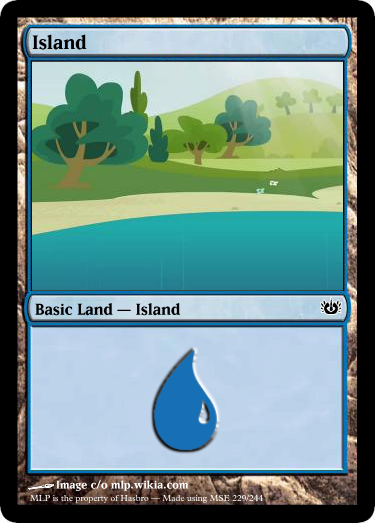 Island
Basic Land — Island
Image c/o mlp.wikia.com
MLP is the property of Hasbro — Made using MSE 229/244